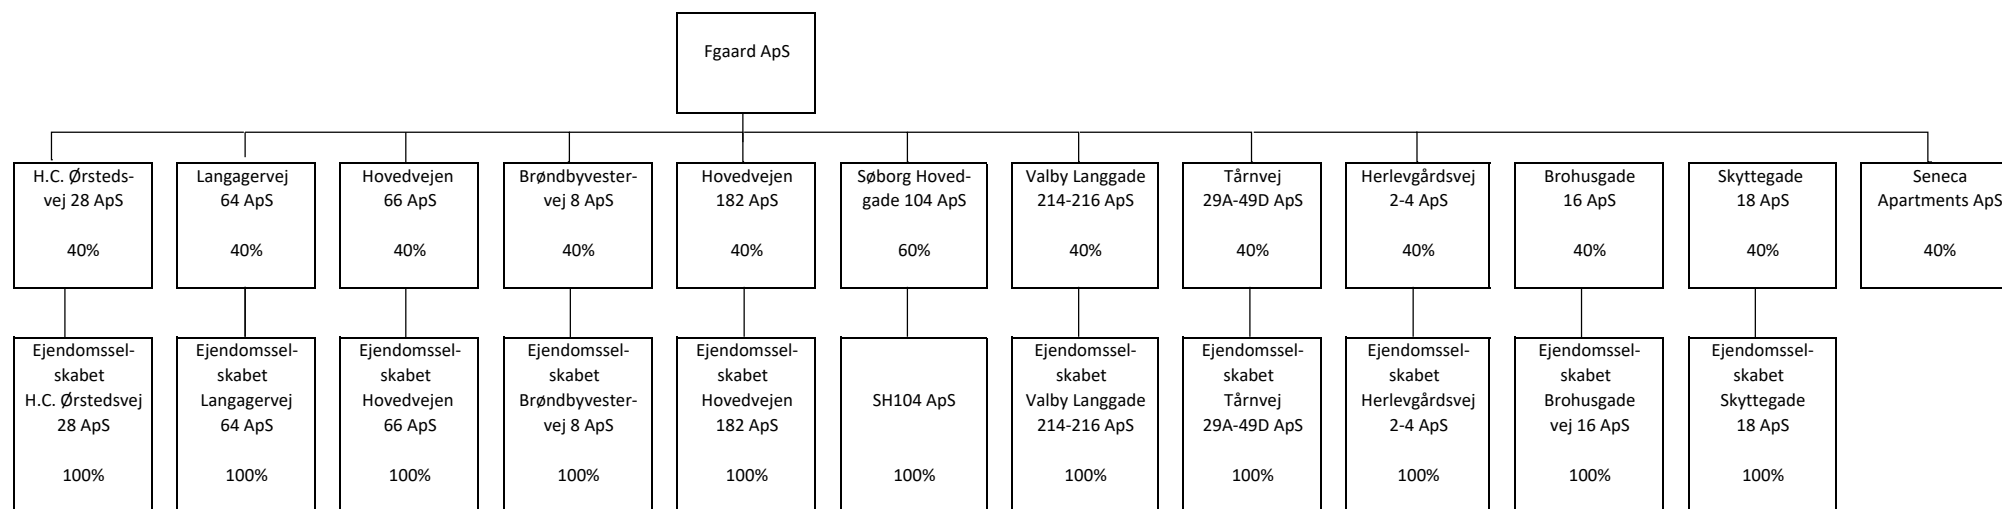 Fgaard ApS
H.C. Ørsteds-
vej 28 ApS
40%
Langagervej
64 ApS
40%
Hovedvejen
66 ApS
40%
Brøndbyvester-
vej 8 ApS
40%
Hovedvejen
182 ApS
40%
Søborg Hoved-
gade 104 ApS
60%
Valby Langgade
214-216 ApS
40%
Tårnvej
29A-49D ApS
40%
Herlevgårdsvej
2-4 ApS
40%
Brohusgade
16 ApS
40%
Skyttegade
18 ApS
40%
Seneca
Apartments ApS
40%
Ejendomssel-
skabet
H.C. Ørstedsvej
28 ApS
100%
Ejendomssel-
skabet
Langagervej
64 ApS
100%
Ejendomssel-
skabet
Hovedvejen
66 ApS
100%
Ejendomssel-
skabet
Brøndbyvester-
vej 8 ApS
100%
Ejendomssel-
skabet
Hovedvejen
182 ApS
100%
SH104 ApS
100%
Ejendomssel-
skabet
Valby Langgade
214-216 ApS
100%
Ejendomssel-
skabet
Tårnvej
29A-49D ApS
100%
Ejendomssel-
skabet
Herlevgårdsvej
2-4 ApS
100%
Ejendomssel-
skabet
Brohusgade
vej 16 ApS
100%
Ejendomssel-
skabet
Skyttegade
18 ApS
100%